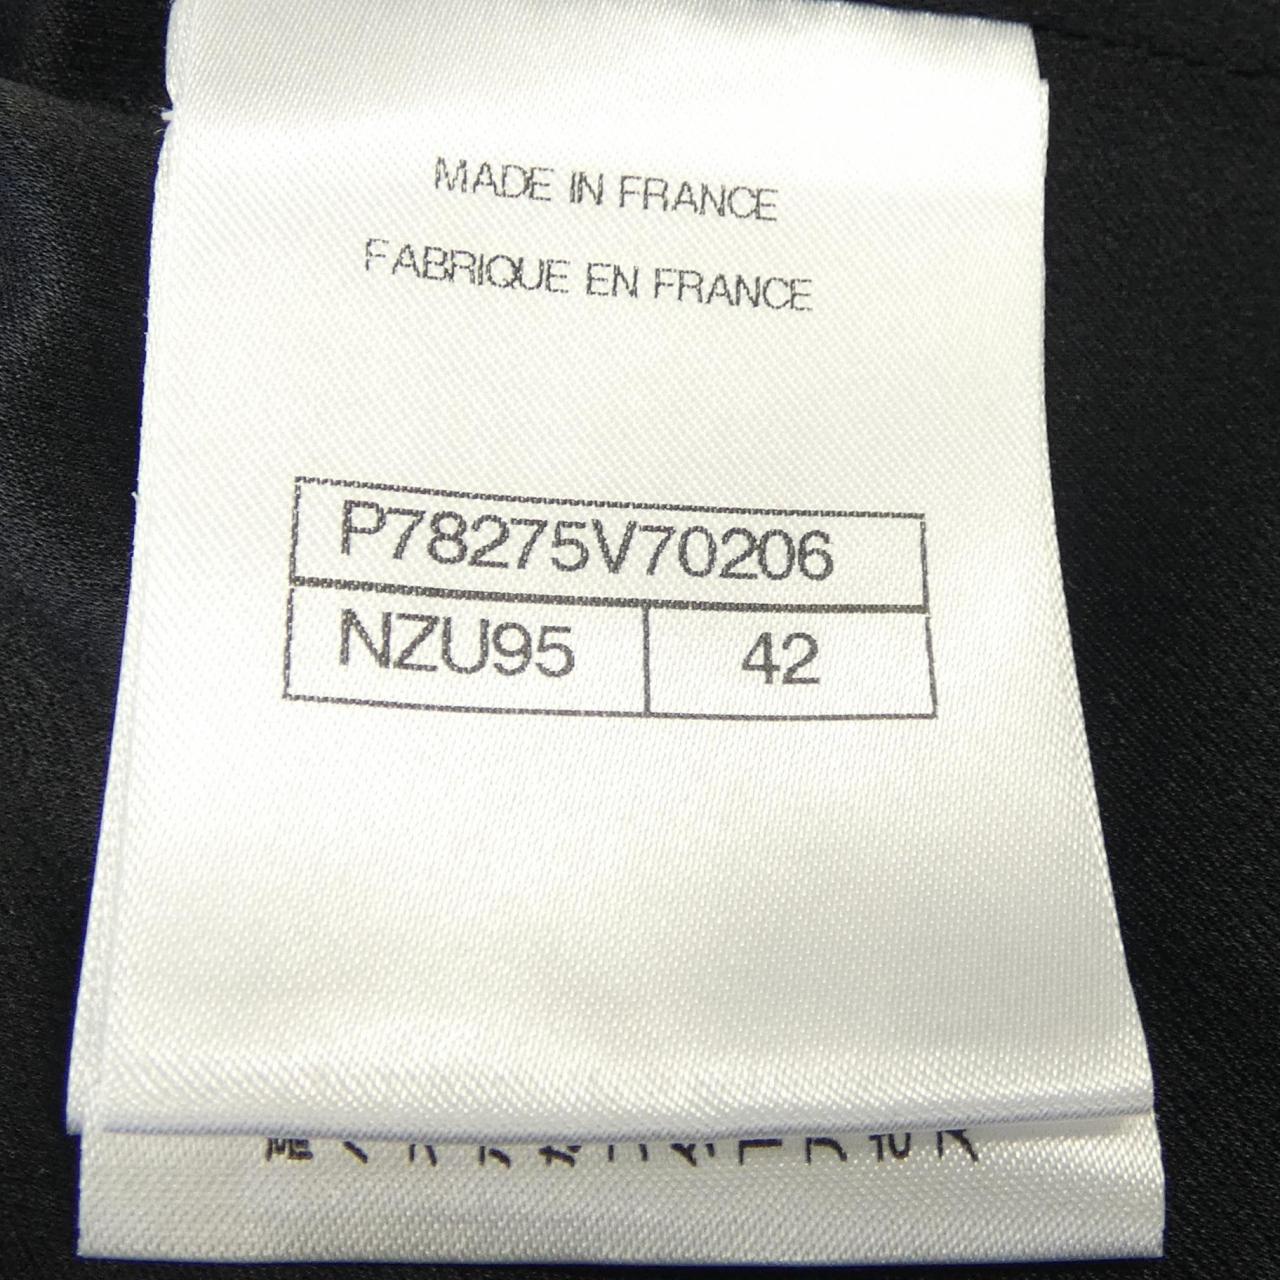 MADE IN FRANCE
FABRIQUE EN FRANCE
P78275V70206
NZU95 42